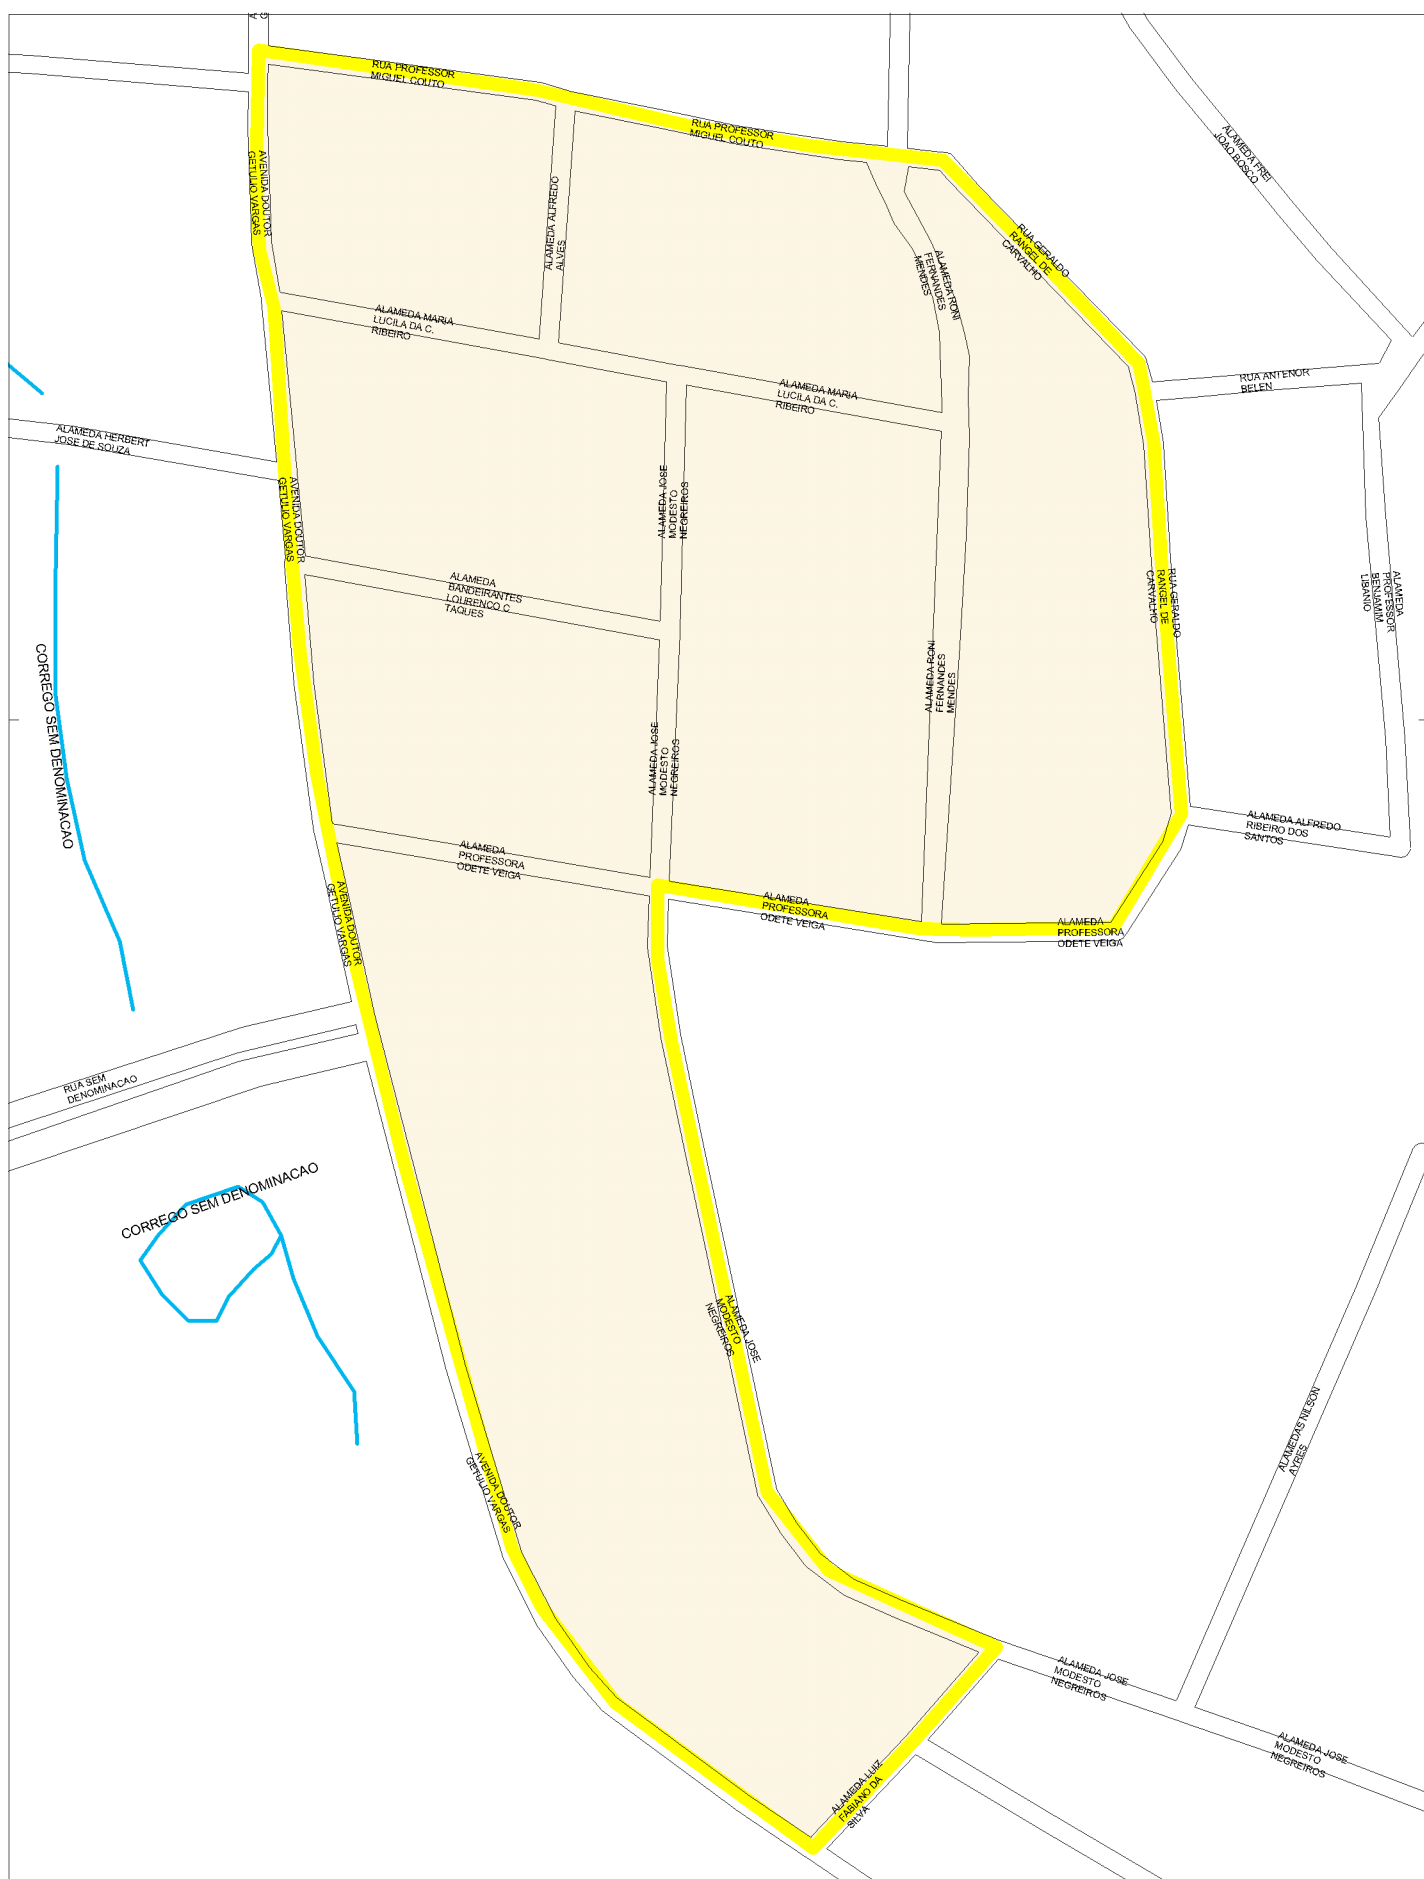 RUA PROFESSOR
MIGUEL COUTO
RUA PROFESSOR
MIGUEL COUTO
ALAMEDA FREI
JOAO BOSCO
AVENIDA DOUTOR
GETULIO VARGAS
ALAMEDA ALFREDO
ALVES
RUA GERALDO
RANGEL DE
CARVALHO
ALAMEDA RONI
FERNANDES
MENDES
ALAMEDA MARIA
LUCILA DA C.
RIBEIRO
ALAMEDA MARIA
LUCILA DA C.
RIBEIRO
RUA ANTENOR
BELEN
ALAMEDA HERBERT
JOSE DE SOUZA
AVENIDA DOUTOR
GETULIO VARGAS
ALAMEDA JOSE
MODESTO
NEGREIROS
ALAMEDA
BANDEIRANTES
LOURENCO C
TAQUES
RUA GERALDO
RANGEL DE
CARVALHO
ALAMEDA
PROFESSOR
BENJAMIM
LIBANIO
CORREGO SEM DENOMINACAO
ALAMEDA RONI
FERNANDES
MENDES
ALAMEDA JOSE
MODESTO
NEGREIROS
ALAMEDA ALFREDO
RIBEIRO DOS
SANTOS
ALAMEDA
PROFESSORA
ODETE VEIGA
AVENIDA DOUTOR
GETULIO VARGAS
ALAMEDA
PROFESSORA
ODETE VEIGA
ALAMEDA
PROFESSORA
ODETE VEIGA
RUA SEM
DENOMINACAO
CORREGO SEM DENOMINACAO
ALAMEDA JOSE
MODESTO
NEGREIROS
ALAMEDAS NILSON
AYRES
AVENIDA DOUTOR
GETULIO VARGAS
ALAMEDA JOSE
MODESTO
NEGREIROS
ALAMEDA JOSE
MODESTO
NEGREIROS
ALAMEDA LUIZ
FABIANO DA
SILVA